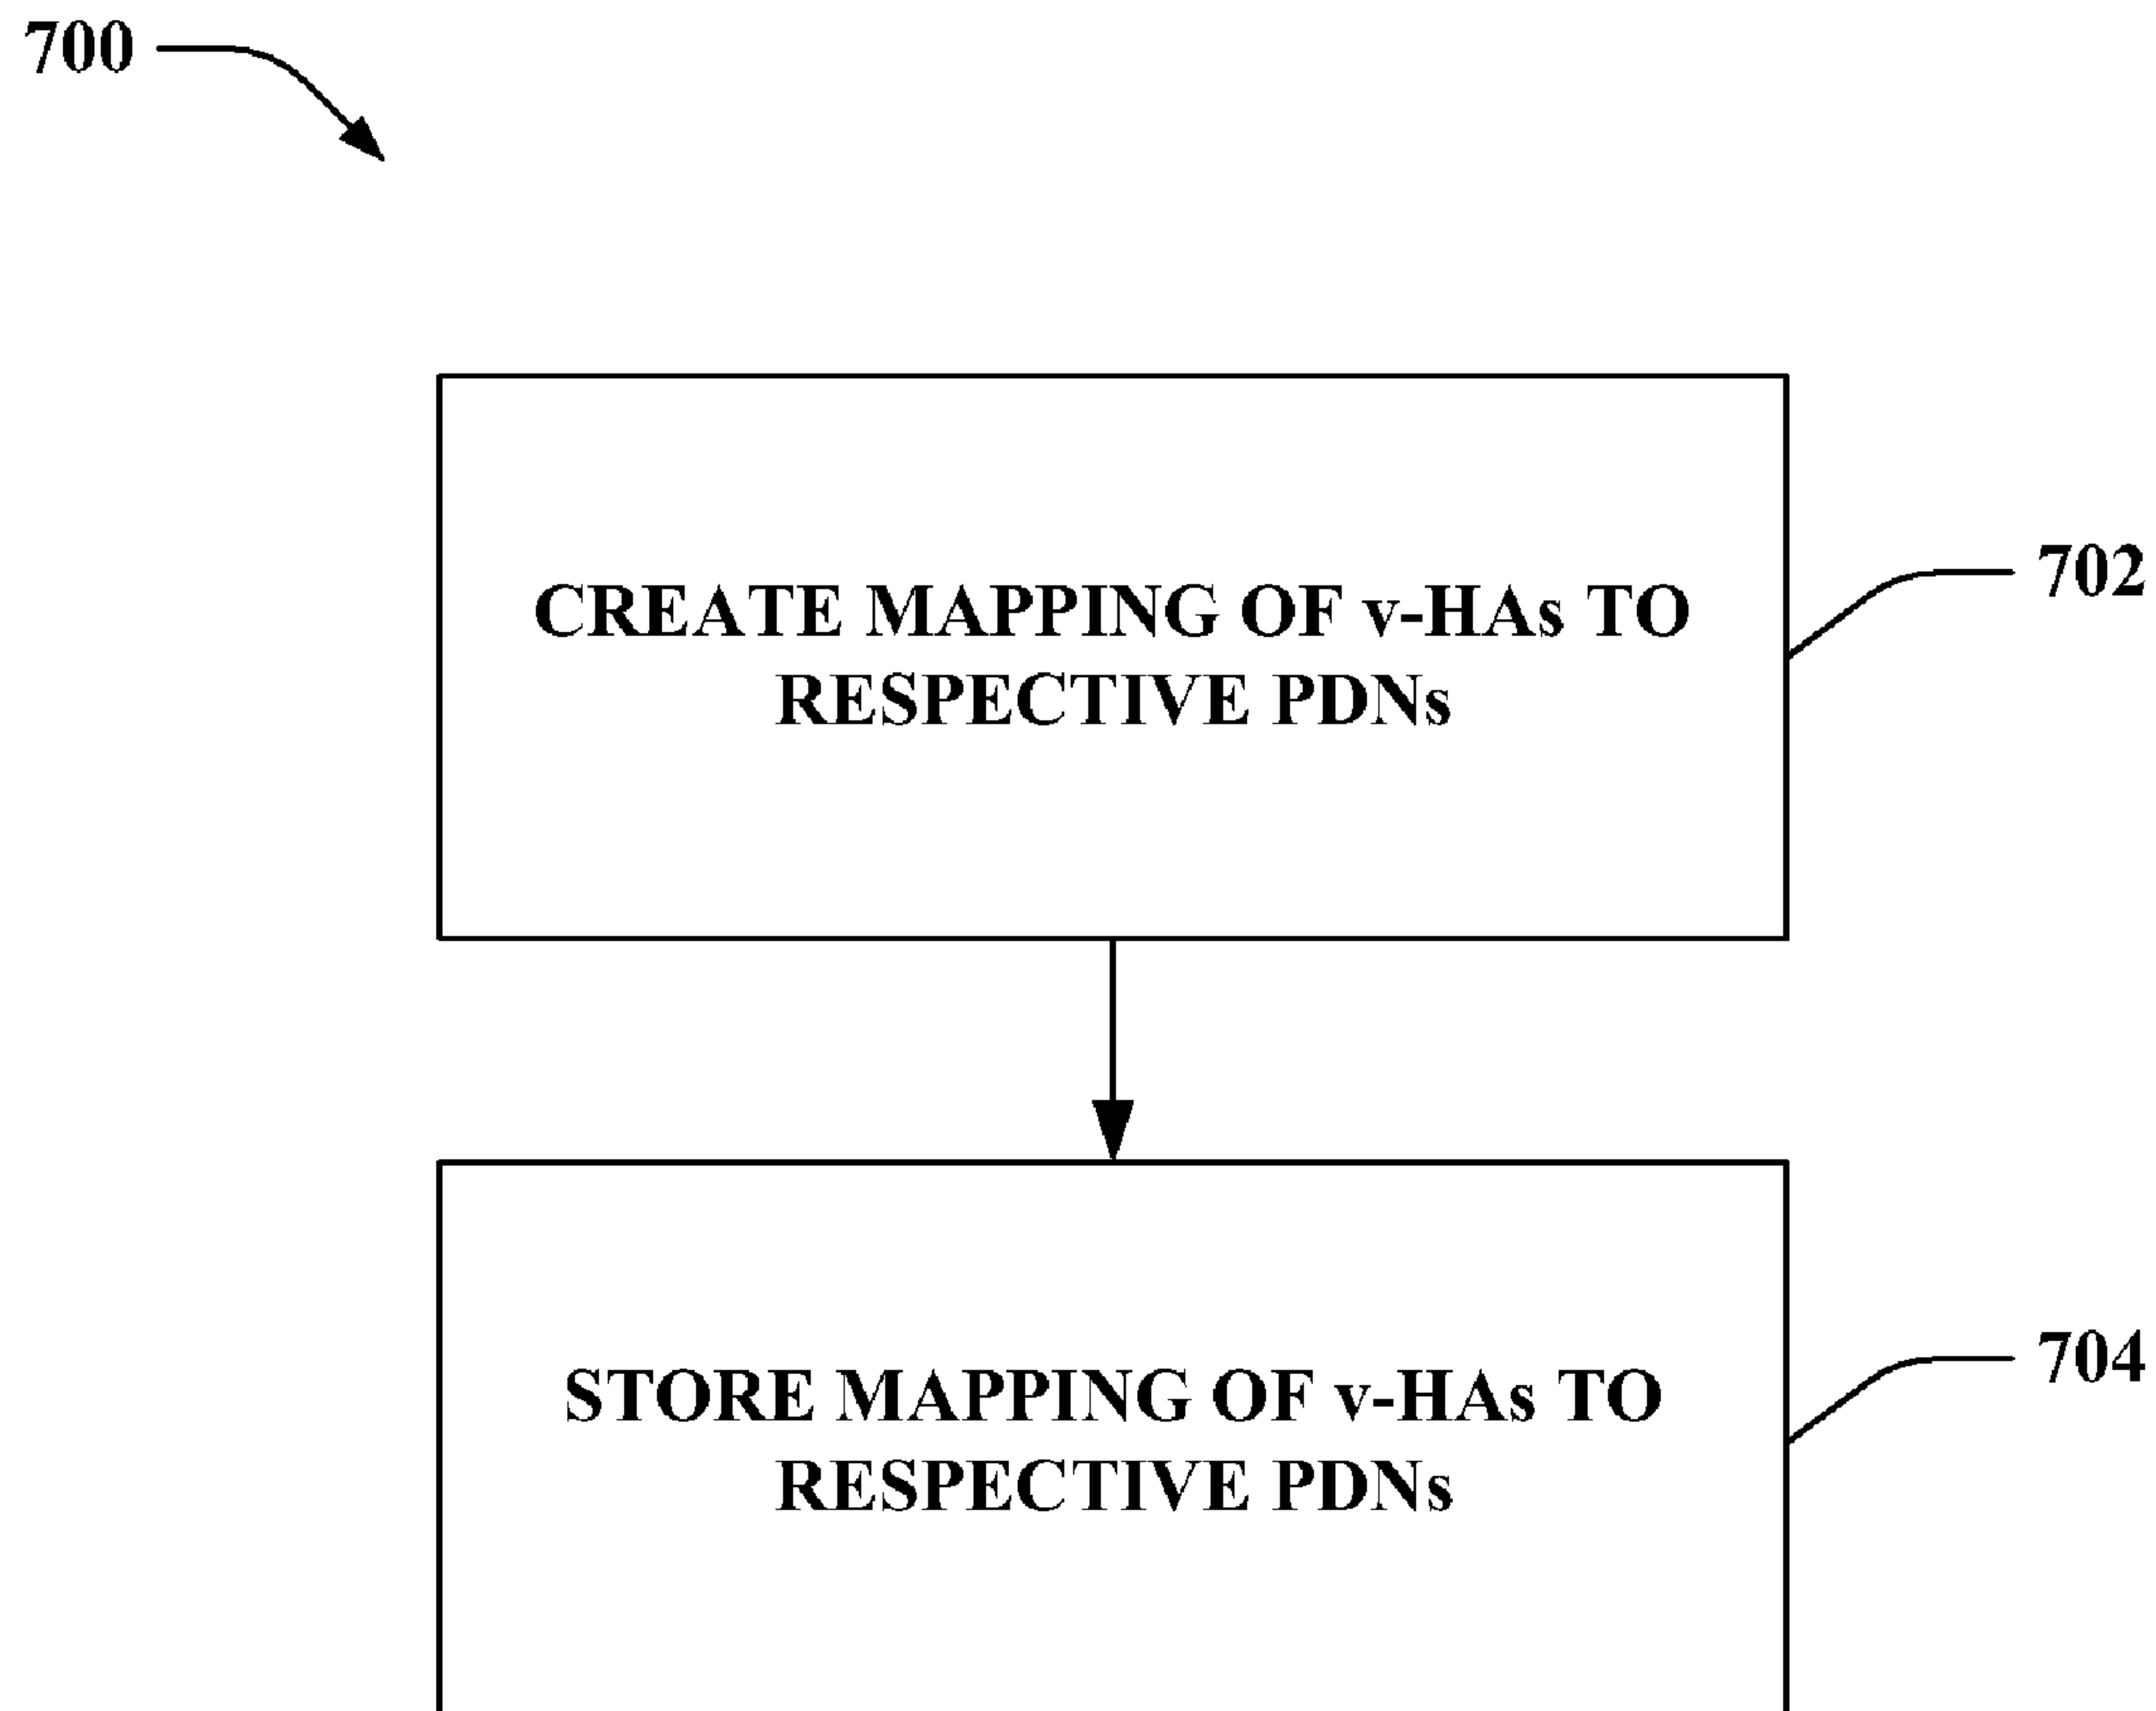 700
CREATE MAPPING OF v-HAs TO
RESPECTIVE PDNs
702
STORE MAPPING OF v-HAs TO
RESPECTIVE PDNs
704